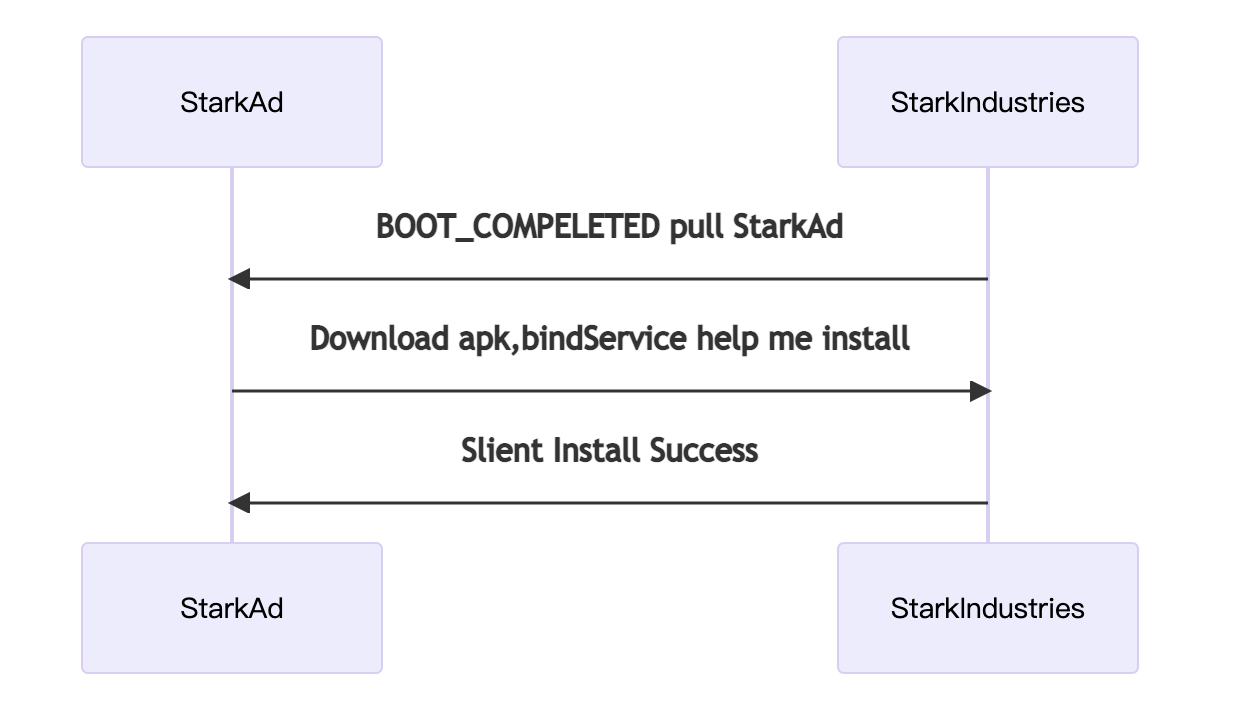 StarkAd
StarkIndustries
BOOT_COMPELETED pull StarkAd
Download apk,bindService help me install
Slient Install Success
StarkAd
StarkIndustries